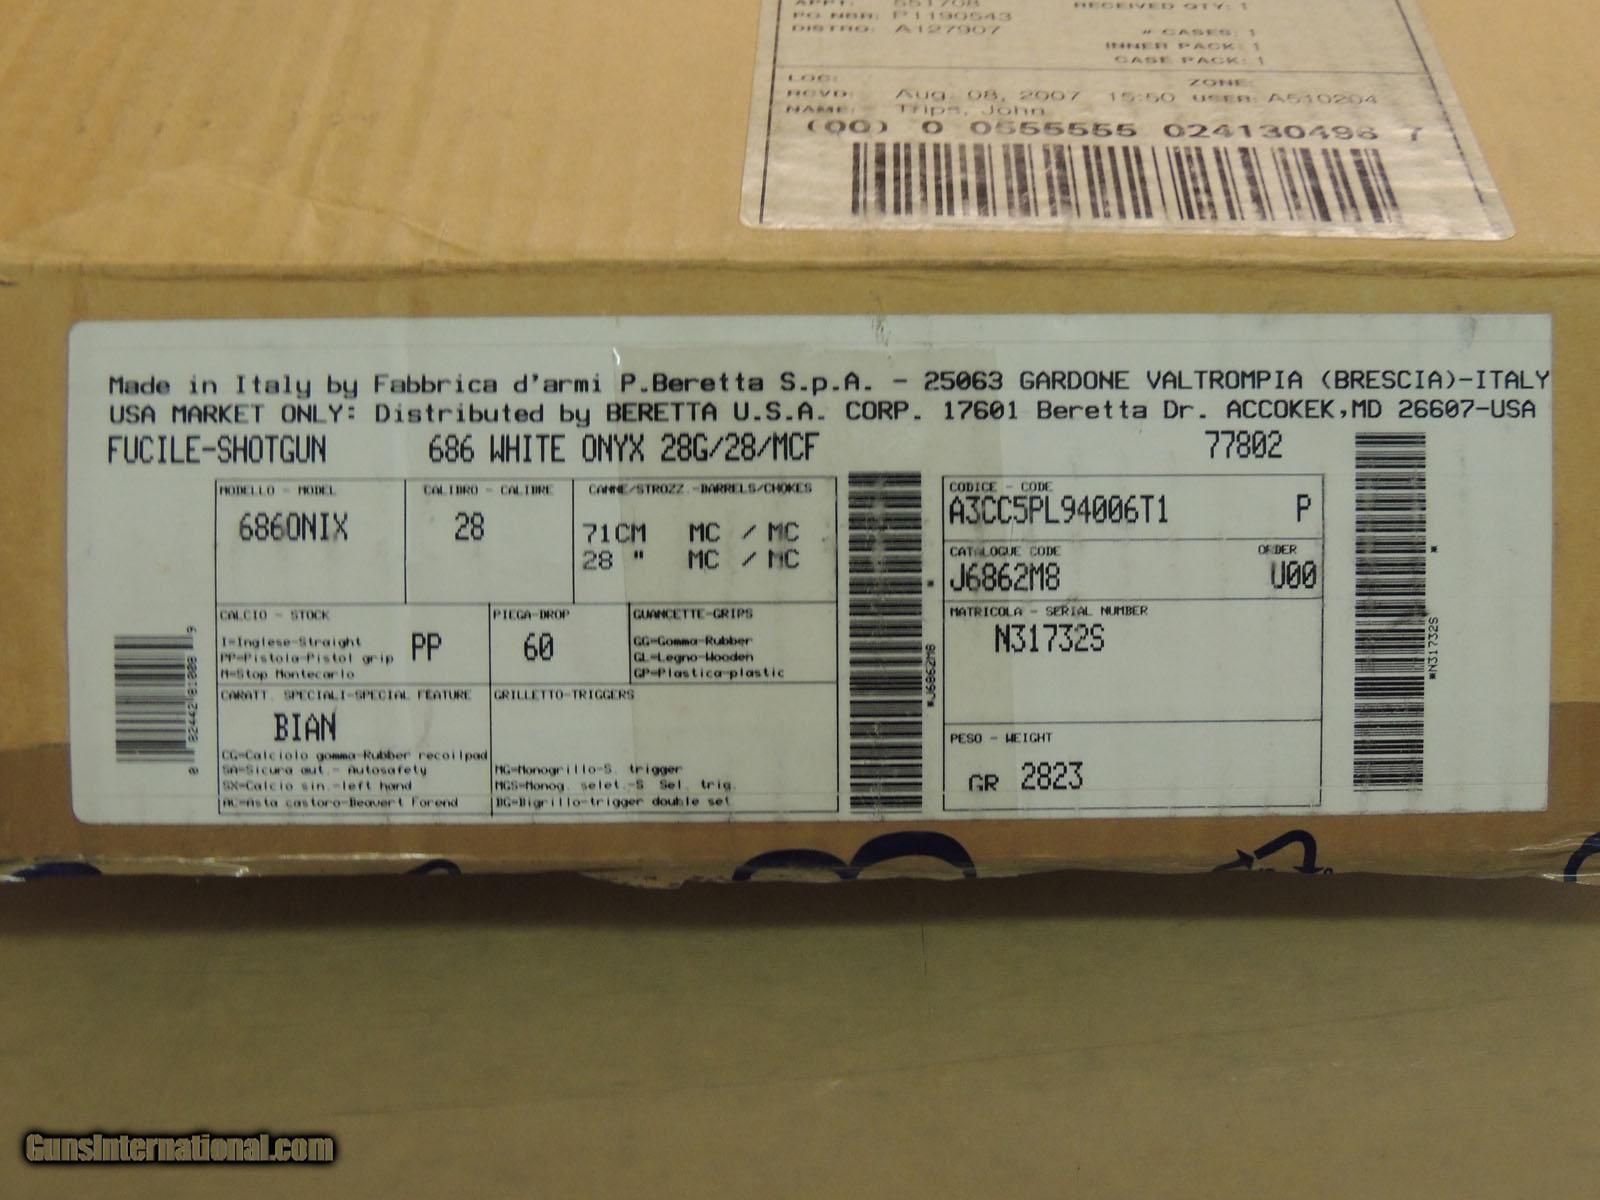 APPT: 551708 RECEIVED QTY: 1
PO NBR: P1190543
DISTRO: A127907 # CASES: 1
INNER PACK: 1
CASE PACK: 1
LOC: ZONE:
RCVD: Aug. 08, 2007 15:50 USER: A510204
NAME: Trips, John
(00) 0 0555555 024130496 7
Made in Italy by Fabbrica d'armi P.Beretta S.p.A. - 25063 GARDONE VALTROMPIA (BRESCIA)-ITALY
USA MARKET ONLY: Distributed by BERETTA U.S.A. CORP. 17601 Beretta Dr. ACCOKEK,MD 26607-USA
FUCILE-SHOTGUN 686 WHITE ONYX 28G/28/MCF 77802
MODELLO - MODEL
686ONIX
CALIBRO - CALIBRE
28
CANNE/STROZZ.-BARRELS/CHOKES
71CM MC / MC
28 " MC / MC
CALCIO - STOCK
I=Inglese-Straight
PP=Pistola-Pistol grip
M=Stop Montecarlo
PP
PIEGA-DROP
60
GUANCETTE-GRIPS
GG=Gomma-Rubber
GL=Legno-Wooden
GP=Plastica-plastic
CARATT. SPECIALI-SPECIAL FEATURE
BIAN
CG=Calciolo gomma-Rubber recoilpad
SA=Sicura aut.- Autosafety
SX=Calcio sin.-left hand
AC=Asta castoro-Beavert Forend
GRILLETTO-TRIGGERS
MG=Monogrillo-S. trigger
MGS=Monog. selet.-S Sel. trig.
BG=Bigrillo-trigger double set
CODICE - CODE
A3CC5PL94006T1 P
CATALOGUE CODE ORDER
J6862M8 U00
MATRICOLA - SERIAL NUMBER
N31732S
PESO - WEIGHT
GR 2823
0 82442 81008 9
*J6862M8 *
*N31732S *
GunsInternational.com